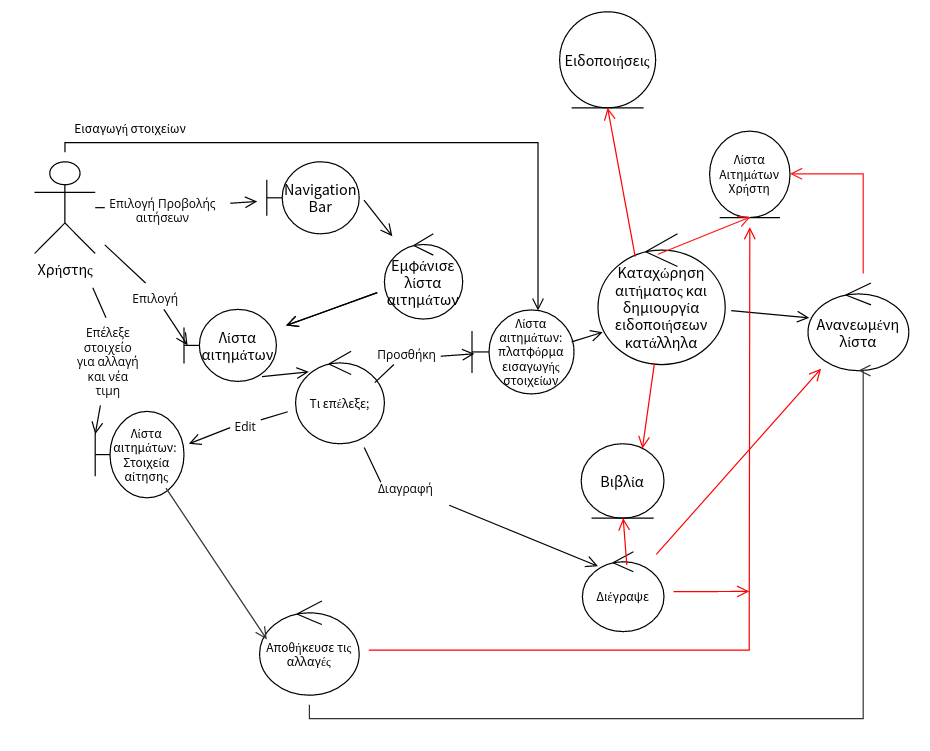 Ειδοποιήσεις
Εισαγωγή στοιχείων
Λίστα
Αιτημάτων
Χρήστη
Navigation
Bar
Επιλογή Προβολής
αιτήσεων
Χρήστης
Εμφάνισε
λίστα
αιτημάτων
Καταχώρηση
αιτήματος και
δημιουργία
ειδοποιήσεων
κατάλληλα
Επιλογή
Λίστα
αιτημάτων
Λίστα
αιτημάτων:
πλατφόρμα
εισαγωγής
στοιχείων
Ανανεωμένη
λίστα
Επέλεξε
στοιχείο
για αλλαγή
και νέα
τιμη
Προσθήκη
Τι επέλεξε;
Edit
Λίστα
αιτημάτων:
Στοιχεία
αίτησης
Διαγραφή
Βιβλία
Διέγραψε
Αποθήκευσε τις
αλλαγές